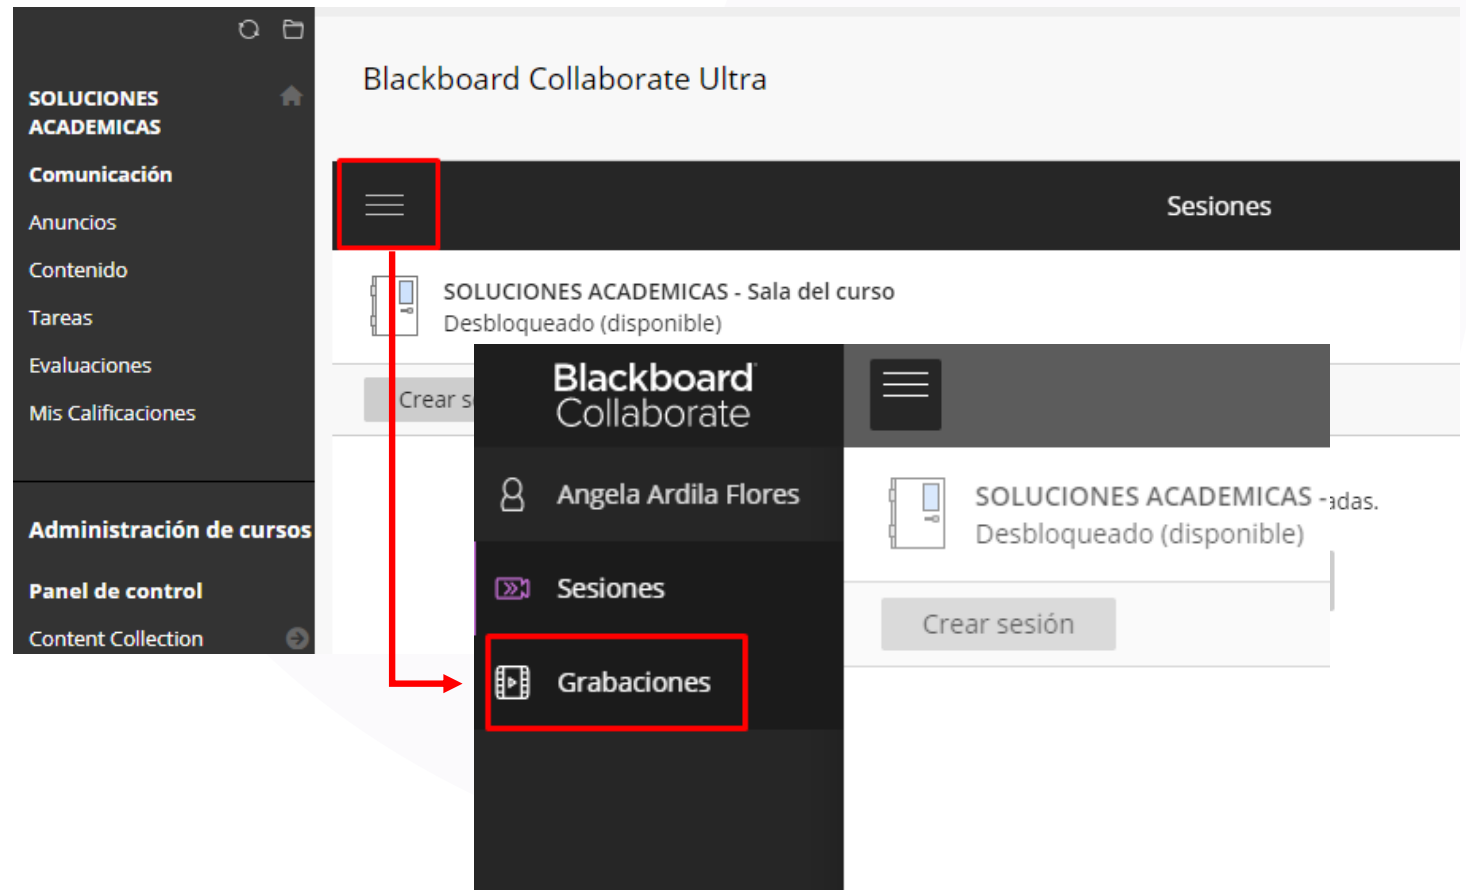 SOLUCIONES
ACADEMICAS
Comunicación
Anuncios
Contenido
Tareas
Evaluaciones
Mis Calificaciones
Administración de cursos
Panel de control
Content Collection
Blackboard Collaborate Ultra
Sesiones
SOLUCIONES ACADEMICAS - Sala del curso
Desbloqueado (disponible)
Crear s
Blackboard
Collaborate
Angela Ardila Flores
Sesiones
Grabaciones
SOLUCIONES ACADEMICAS -
Desbloqueado (disponible)
Crear sesión
adas.